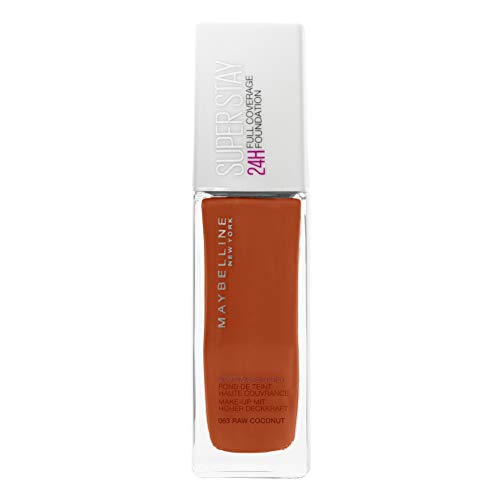 SUPER STAY
24H FULL COVERAGE
FOUNDATION
MAYBELLINE
NEW YORK
FOND DE TEINT
HAUTE COUVRANCE
MAKE-UP MIT
HOHER DECKKRAFT
063 RAW COCONUT